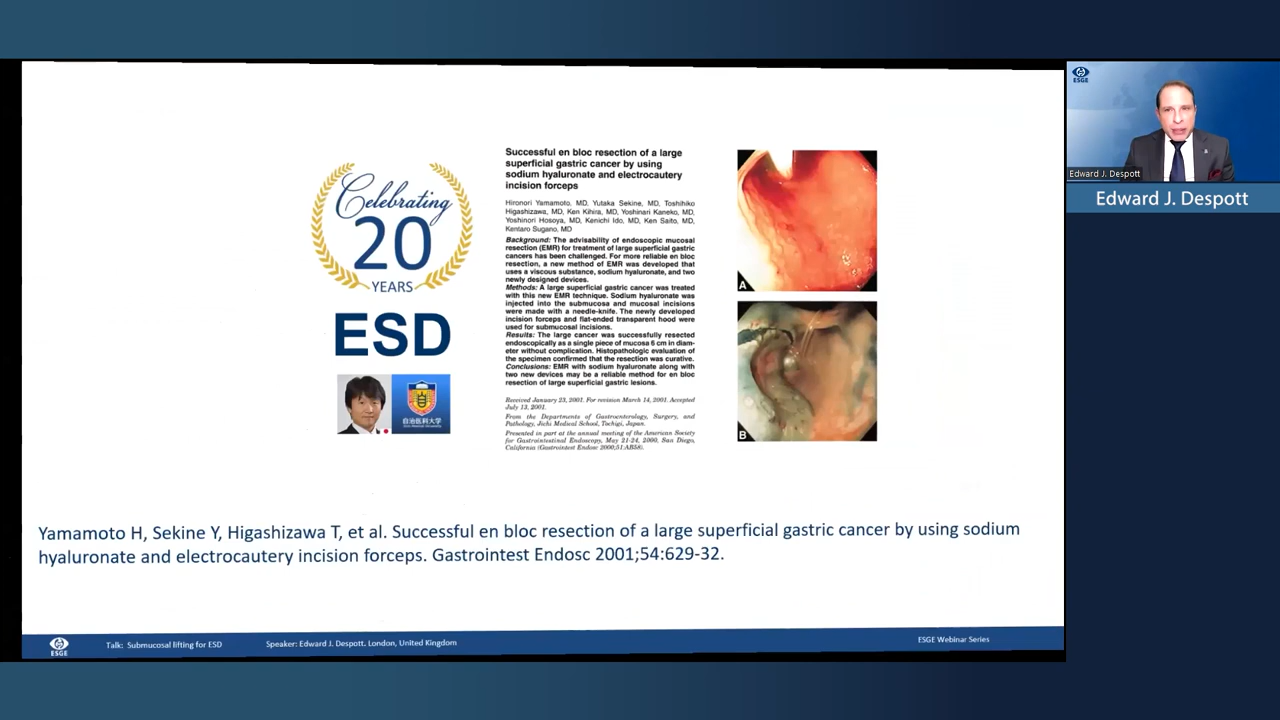 Celebrating
20
YEARS
ESD
自治医科大学
Successful en bloc resection of a large
superficial gastric cancer by using
sodium hyaluronate and electrocautery
incision forceps
Hironori Yamamoto, MD, Yutaka Sekine, MD, Toshihiko
Higashizawa, MD, Ken Kihira, MD, Yoshinari Kaneko, MD,
Yoshinori Hosoya, MD, Kenichi Ido, MD, Ken Saito, MD,
Kentaro Sugano, MD
Background: The advisability of endoscopic mucosal
resection (EMR) for treatment of large superficial gastric
cancers has been challenged. For more reliable en bloc
resection, a new method of EMR was developed that
uses a viscous substance, sodium hyaluronate, and two
newly designed devices.
Methods: A large superficial gastric cancer was treated
with this new EMR technique. Sodium hyaluronate was
injected into the submucosa and mucosal incisions
were made with a needle-knife. The newly developed
incision forceps and flat-ended transparent hood were
used for submucosal incisions.
Results: The large cancer was successfully resected
endoscopically as a single piece of mucosa 6 cm in diam-
eter without complication. Histopathologic evaluation of
the specimen confirmed that the resection was curative.
Conclusions: EMR with sodium hyaluronate along with
two new devices may be a reliable method for en bloc
resection of large superficial gastric lesions.
Received January 23, 2001. For revision March 14, 2001. Accepted
July 13, 2001.
From the Departments of Gastroenterology, Surgery, and
Pathology, Jichi Medical School, Tochigi, Japan.
Presented in part at the annual meeting of the American Society
for Gastrointestinal Endoscopy, May 21-24, 2000, San Diego,
California (Gastrointest Endosc 2000;51:AB58).
A
B
Yamamoto H, Sekine Y, Higashizawa T, et al. Successful en bloc resection of a large superficial gastric cancer by using sodium
hyaluronate and electrocautery incision forceps. Gastrointest Endosc 2001;54:629-32.
ESGE
Talk: Submucosal lifting for ESD
Speaker: Edward J. Despott. London, United Kingdom
ESGE Webinar Series
ESGE
Edward J. Despott
Edward J. Despott